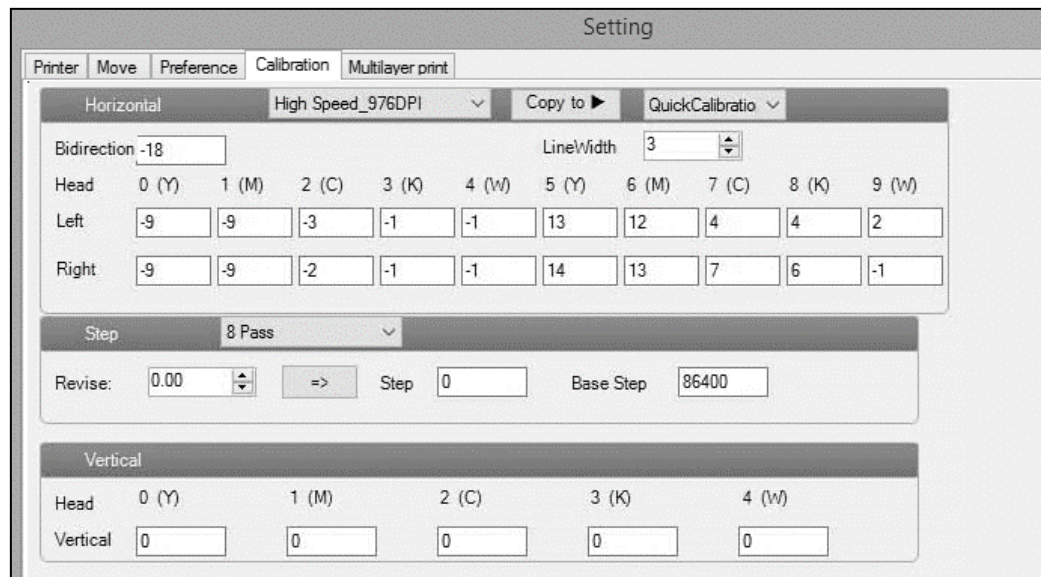 Setting
Printer Move Preference Calibration Multilayer print
Horizontal High Speed_976DPI Copy to ▶ QuickCalibratio
Bidirection -18 LineWidth 3
Head 0 (Y) 1 (M) 2 (C) 3 (K) 4 (W) 5 (Y) 6 (M) 7 (C) 8 (K) 9 (W)
Left -9 -9 -3 -1 -1 13 12 4 4 2
Right -9 -9 -2 -1 -1 14 13 7 6 -1
Step 8 Pass
Revise: 0.00 => Step 0 Base Step 86400
Vertical
Head 0 (Y) 1 (M) 2 (C) 3 (K) 4 (W)
Vertical 0 0 0 0 0